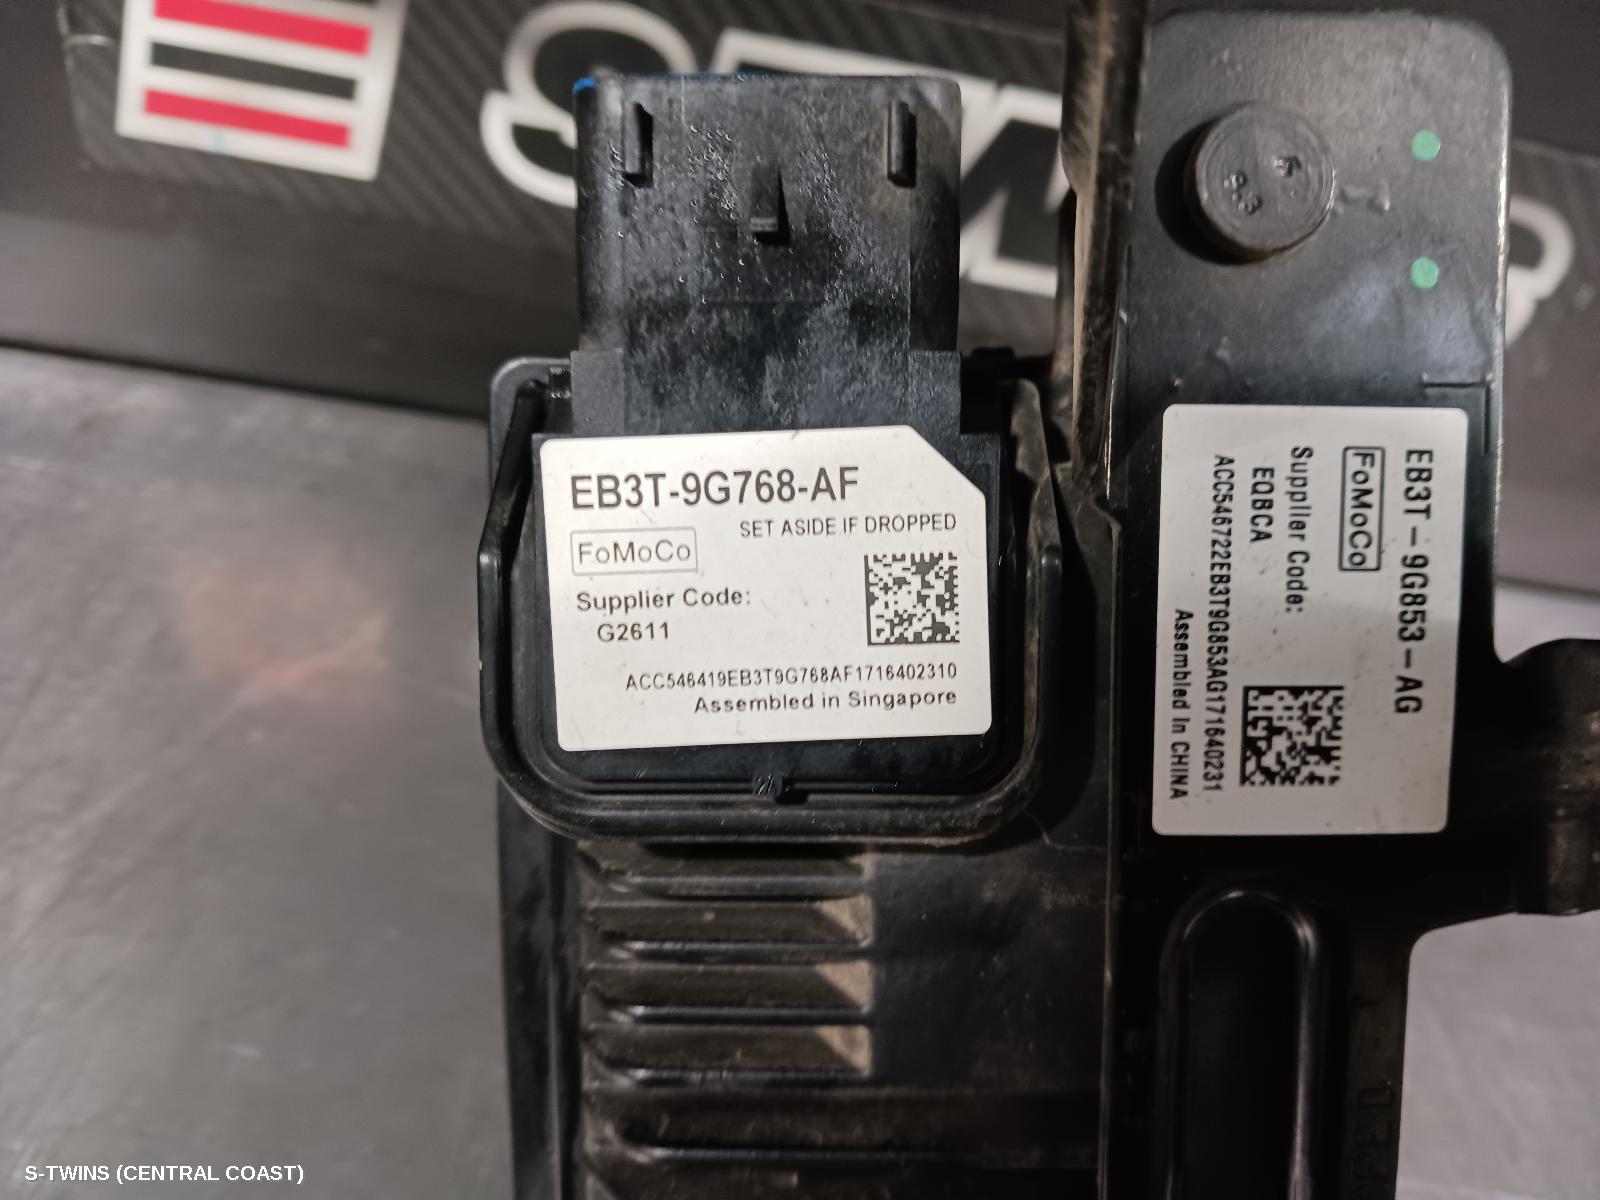 EB3T-9G768-AF
SET ASIDE IF DROPPED
FoMoCo
Supplier Code:
G2611
ACC546419EB3T9G768AF1716402310
Assembled in Singapore
EB3T-9G853-AG
FoMoCo
Supplier Code:
EQBCA
ACC546722EB3T9G853AG171640231
Assembled In CHINA
S-TWINS (CENTRAL COAST)